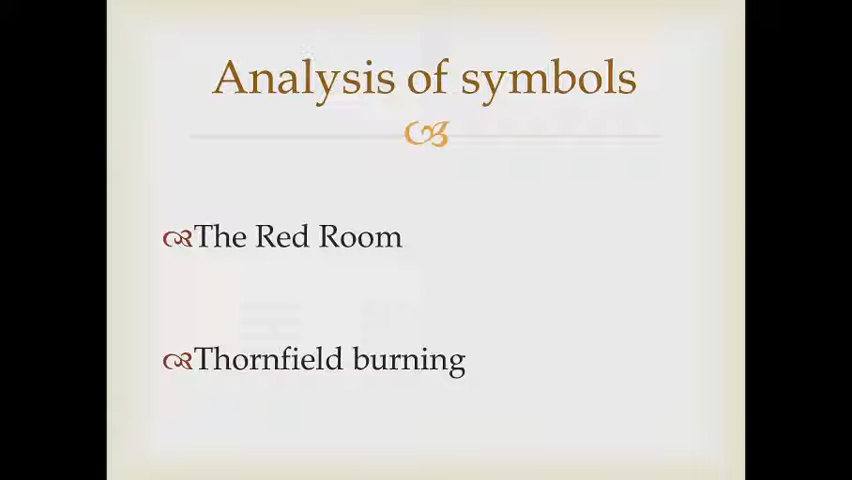 Analysis of symbols
The Red Room
Thornfield burning